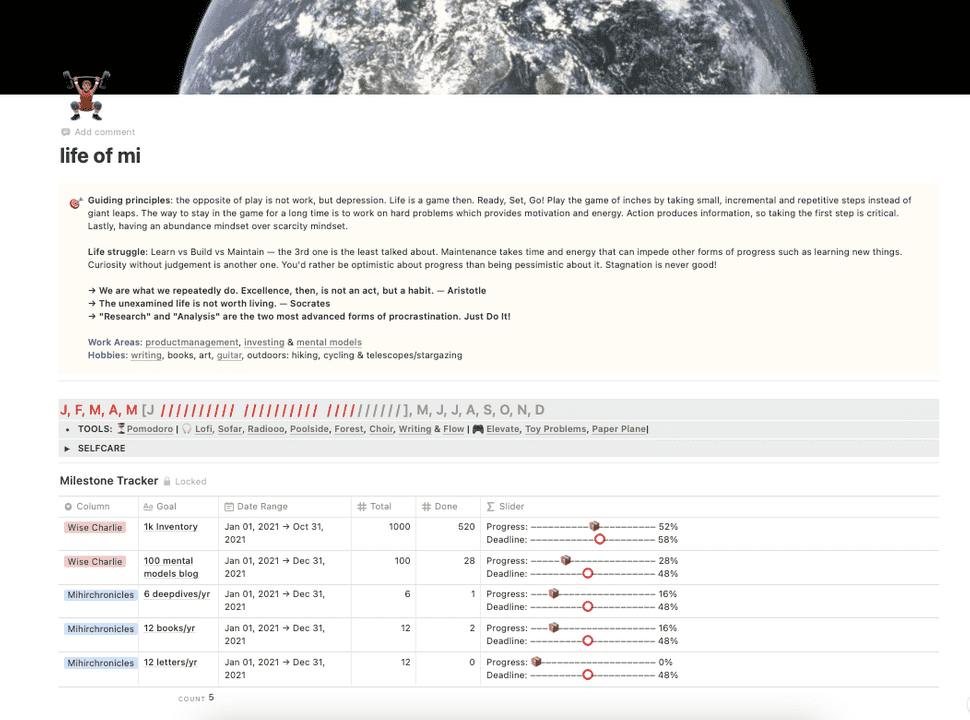 Add comment
life of mi
Guiding principles: the opposite of play is not work, but depression. Life is a game then. Ready, Set, Go! Play the game of inches by taking small, incremental and repetitive steps instead of
giant leaps. The way to stay in the game for a long time is to work on hard problems which provides motivation and energy. Action produces information, so taking the first step is critical.
Lastly, having an abundance mindset over scarcity mindset.
Life struggle: Learn vs Build vs Maintain — the 3rd one is the least talked about. Maintenance takes time and energy that can impede other forms of progress such as learning new things.
Curiosity without judgement is another one. You'd rather be optimistic about progress than being pessimistic about it. Stagnation is never good!
→ We are what we repeatedly do. Excellence, then, is not an act, but a habit. — Aristotle
→ The unexamined life is not worth living. — Socrates
→ "Research" and "Analysis" are the two most advanced forms of procrastination. Just Do It!
Work Areas: productmanagement, investing & mental models
Hobbies: writing, books, art, guitar, outdoors: hiking, cycling & telescopes/stargazing
J, F, M, A, M [J ////////// ////////// //////////], M, J, J, A, S, O, N, D
• TOOLS: ⏳Pomodoro | 🎧 Lofi, Sofar, Radiooo, Poolside, Forest, Choir, Writing & Flow | 🎮 Elevate, Toy Problems, Paper Plane|
▶ SELFCARE
Milestone Tracker Locked
Column Goal Date Range # Total # Done Σ Slider
Wise Charlie 1k Inventory Jan 01, 2021 → Oct 31, 1000 520 Progress: ––––––––––📦–––––––––– 52%
2021 Deadline: –––––––––––⭕––––––––– 58%
Wise Charlie 100 mental Jan 01, 2021 → Dec 31, 100 28 Progress: –––––📦––––––––––––––– 28%
models blog 2021 Deadline: –––––––––⭕––––––––––– 48%
Mihirchronicles 6 deepdives/yr Jan 01, 2021 → Dec 31, 6 1 Progress: –––📦––––––––––––––––– 16%
2021 Deadline: –––––––––⭕––––––––––– 48%
Mihirchronicles 12 books/yr Jan 01, 2021 → Dec 31, 12 2 Progress: –––📦––––––––––––––––– 16%
2021 Deadline: –––––––––⭕––––––––––– 48%
Mihirchronicles 12 letters/yr Jan 01, 2021 → Dec 31, 12 0 Progress: 📦–––––––––––––––––––– 0%
2021 Deadline: –––––––––⭕––––––––––– 48%
COUNT 5